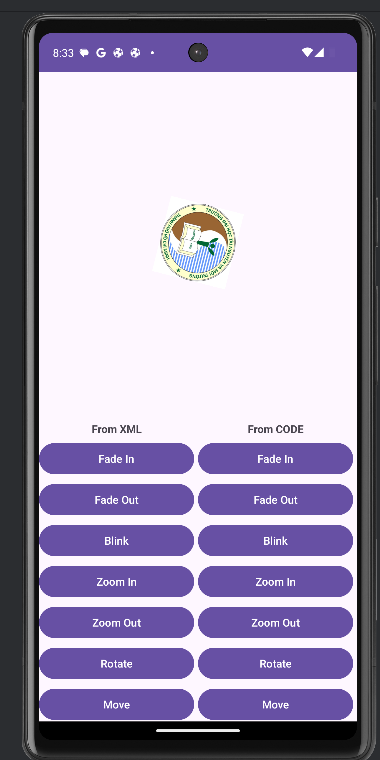 8:33
From XML From CODE
Fade In Fade In
Fade Out Fade Out
Blink Blink
Zoom In Zoom In
Zoom Out Zoom Out
Rotate Rotate
Move Move